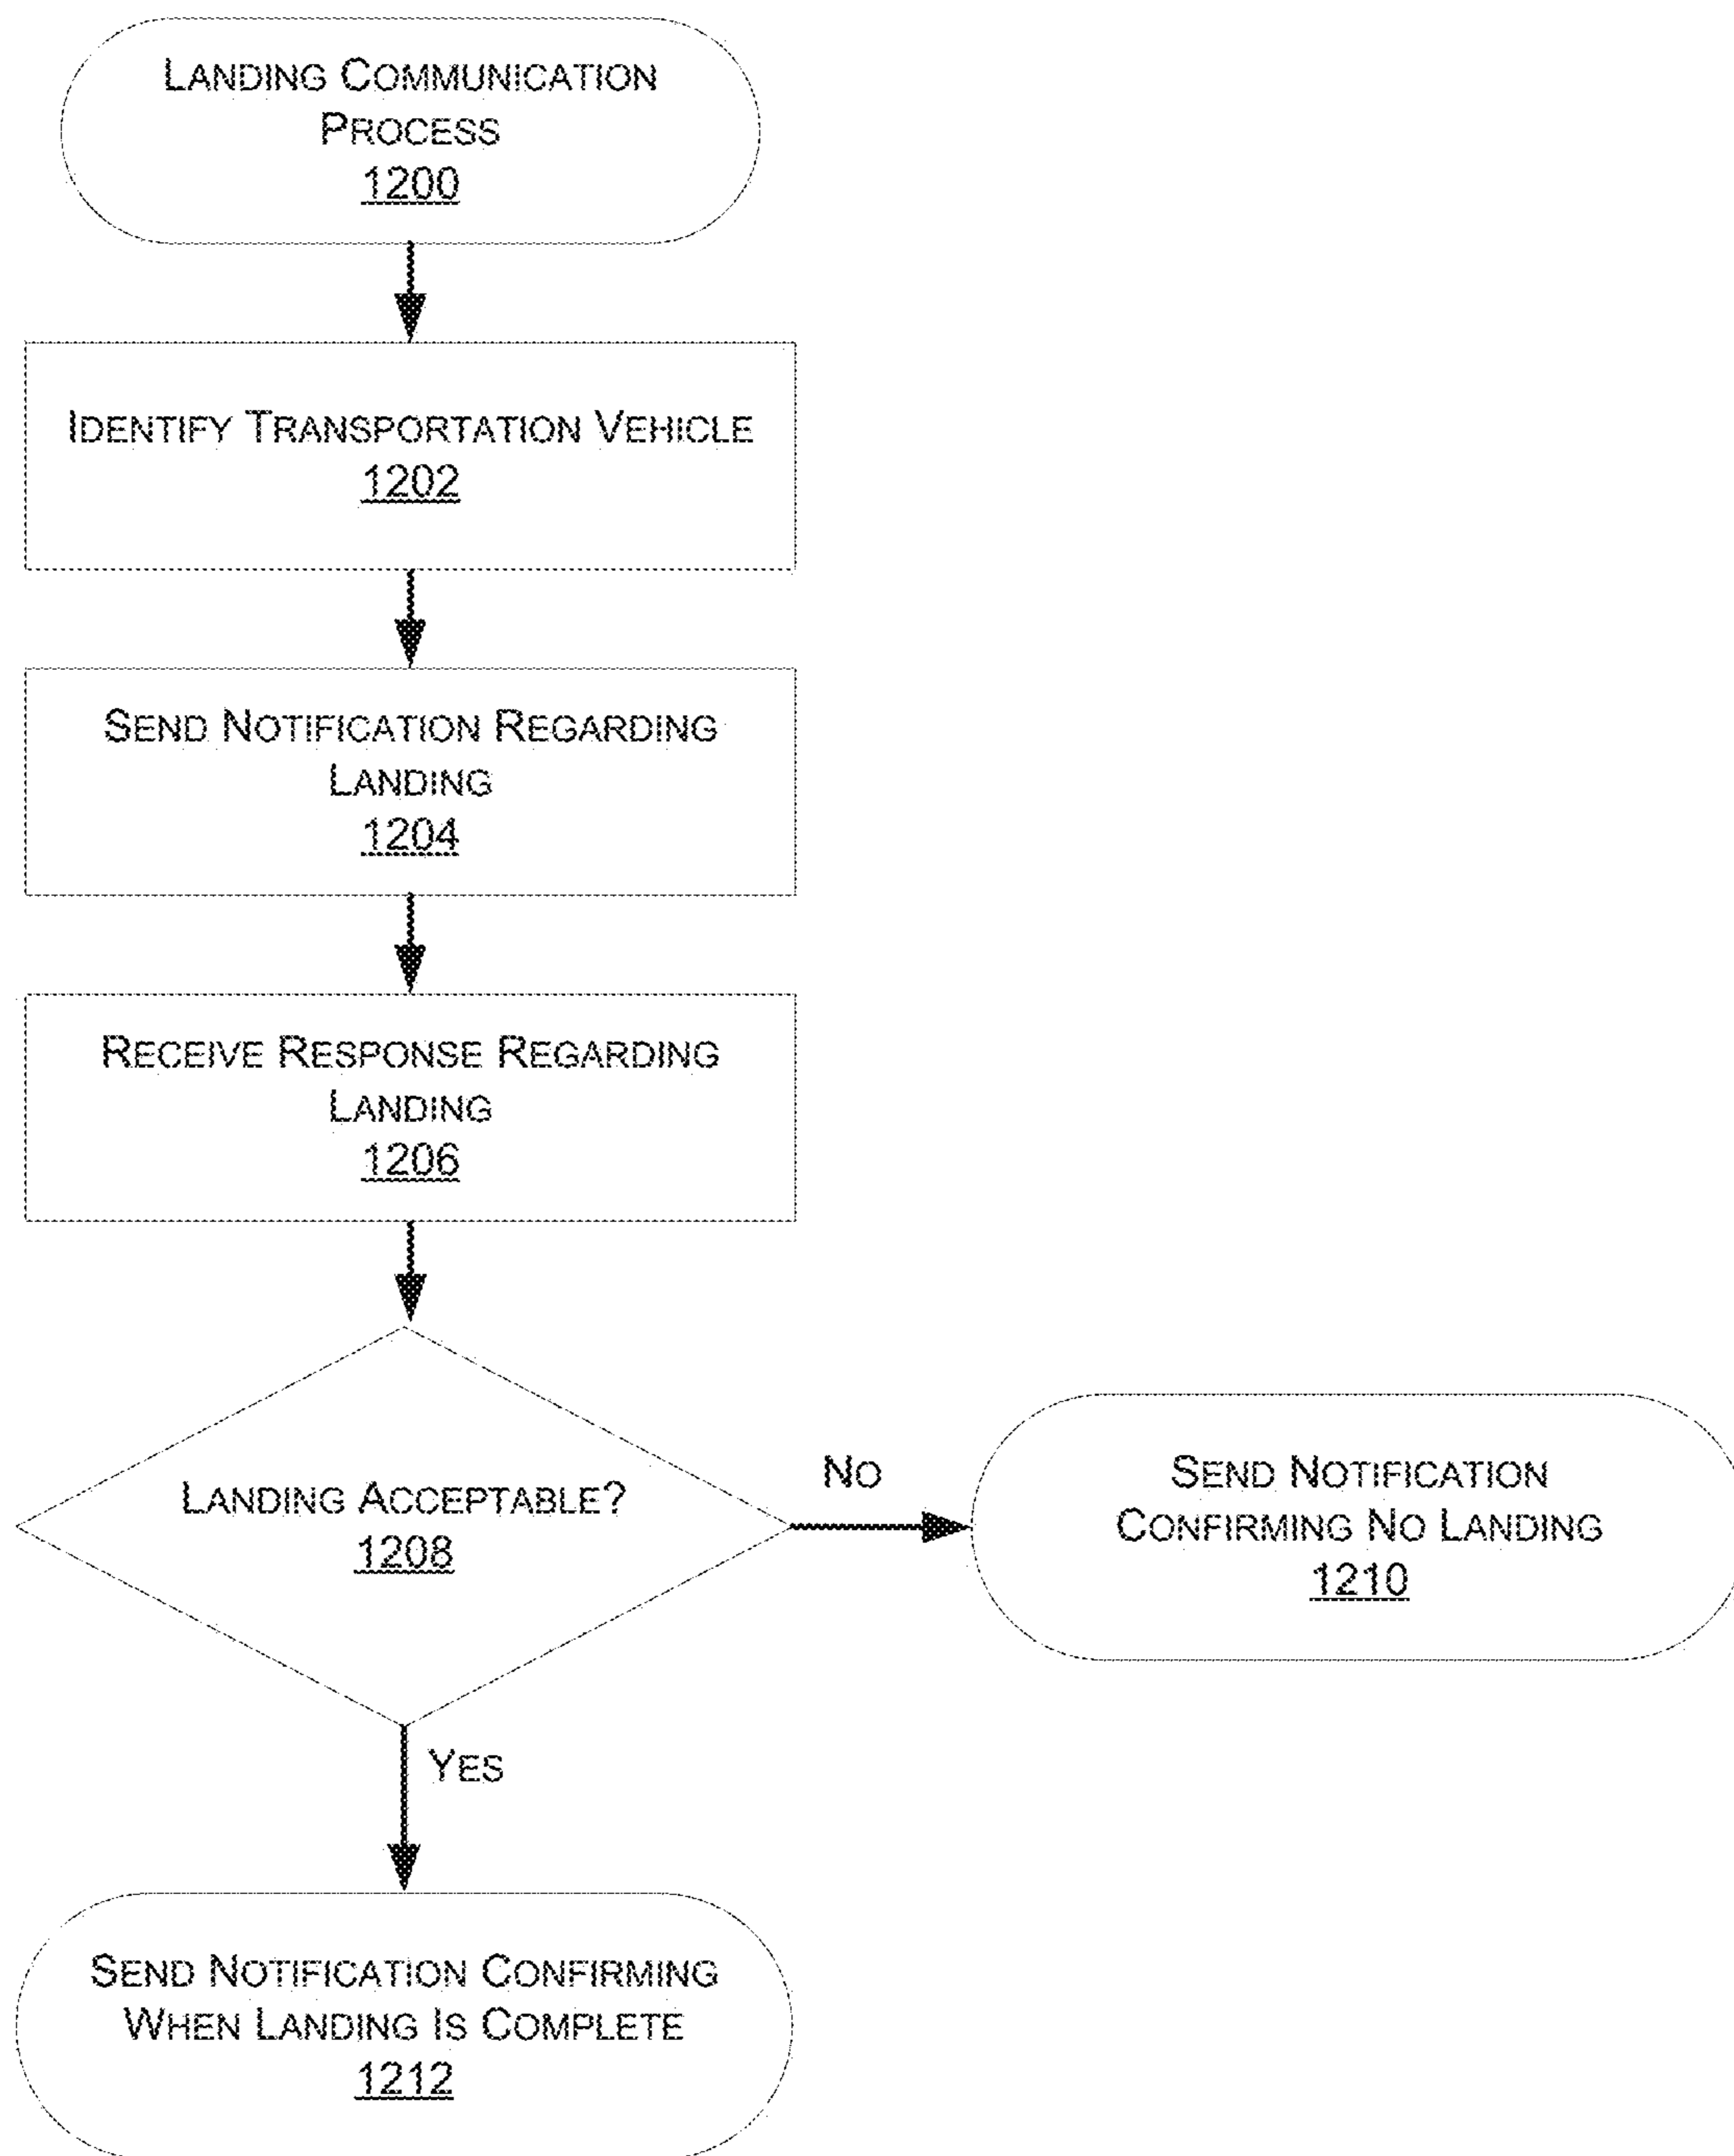 LANDING COMMUNICATION
PROCESS
1200
IDENTIFY TRANSPORTATION VEHICLE
1202
SEND NOTIFICATION REGARDING
LANDING
1204
RECEIVE RESPONSE REGARDING
LANDING
1206
LANDING ACCEPTABLE?
1208
NO
SEND NOTIFICATION
CONFIRMING NO LANDING
1210
YES
SEND NOTIFICATION CONFIRMING
WHEN LANDING IS COMPLETE
1212